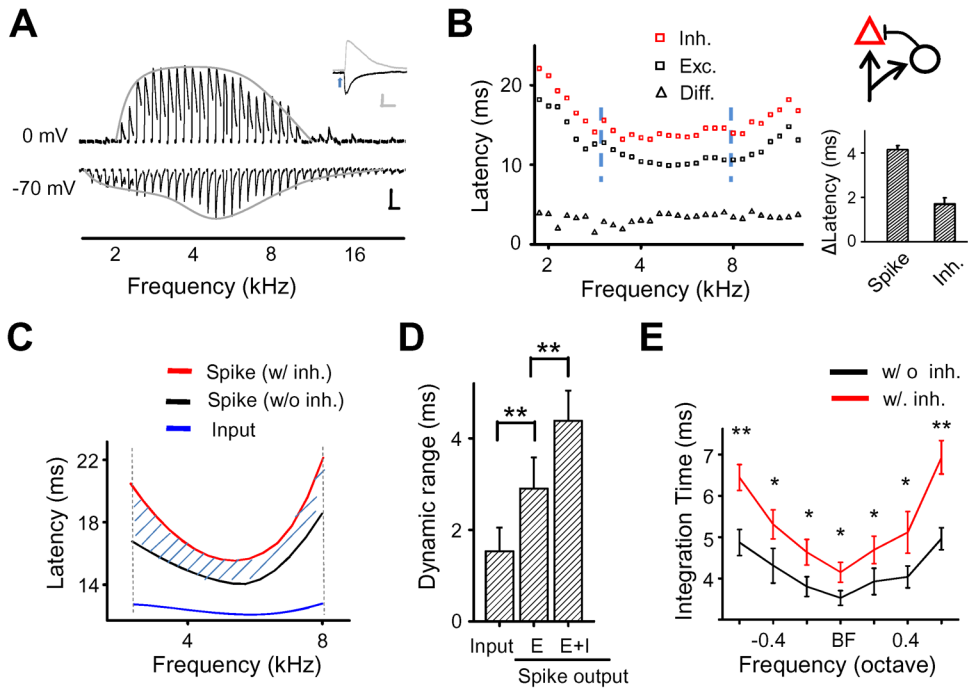 A
0 mV
-70 mV
2 4 8 16
Frequency (kHz)
B
Inh.
Exc.
Diff.
Latency (ms)
20
10
0
2 4 8
Frequency (kHz)
ΔLatency (ms)
4
2
0
Spike
Inh.
C
Spike (w/ inh.)
Spike (w/o inh.)
Input
Latency (ms)
22
18
14
4 8
Frequency (kHz)
D
**
**
Dynamic range (ms)
4
2
0
Input E E+I
Spike output
E
w/ o inh.
w/. inh.
Integration Time (ms)
7
6
5
4
** * * * * * **
-0.4 BF 0.4
Frequency (octave)